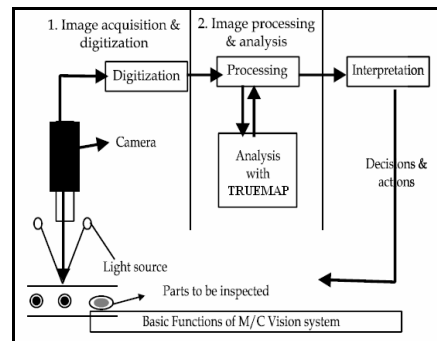 1. Image acquisition &
digitization
2. Image processing
& analysis
Digitization
Processing
Interpretation
Camera
Analysis
with
TRUEMAP
Decisions &
actions
Light source
Parts to be inspected
Basic Functions of M/C Vision system